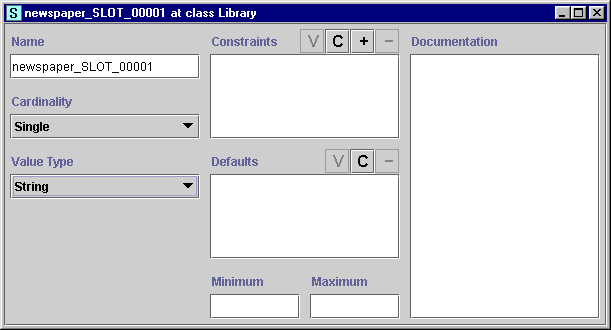 S newspaper_SLOT_00001 at class Library
Name
newspaper_SLOT_00001
Cardinality
Single
Value Type
String
Constraints V C + −
Defaults V C −
Minimum
Maximum
Documentation